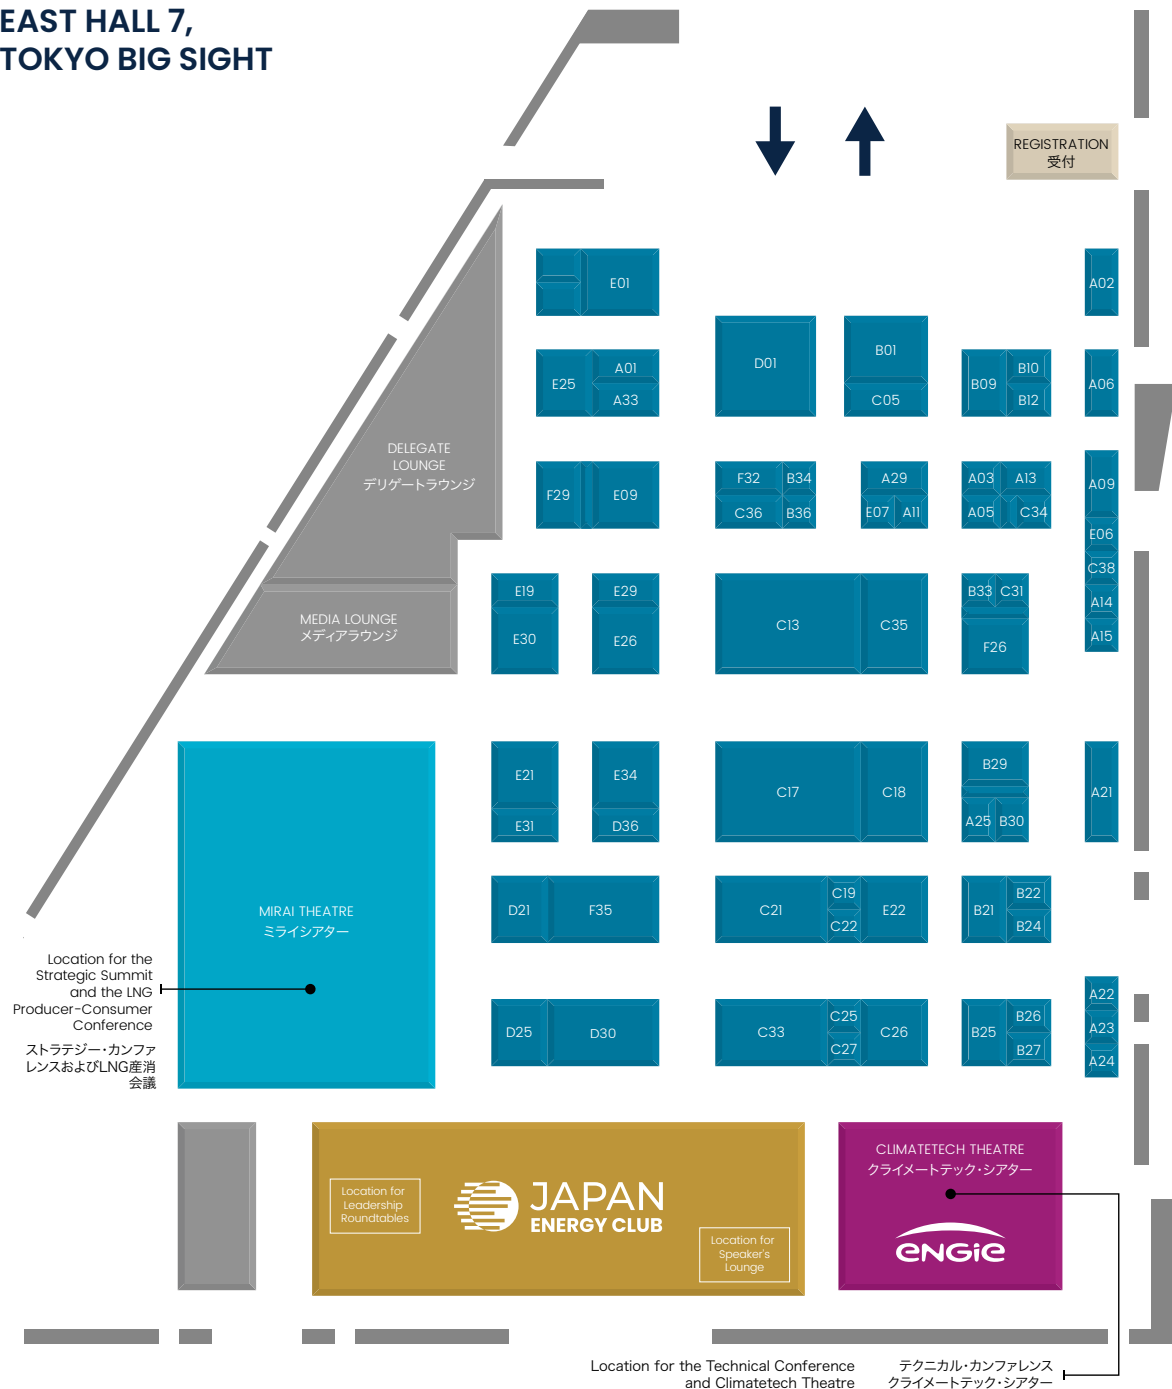 EAST HALL 7,
TOKYO BIG SIGHT
REGISTRATION
受付
E01
A02
D01
B01
C05
E25
A01
A33
B09
B10
B12
A06
DELEGATE
LOUNGE
デリゲートラウンジ
F29
E09
F32
B34
C36
B36
A29
E07
A11
A03
A13
A05
C34
A09
E06
C38
A14
A15
MEDIA LOUNGE
メディアラウンジ
E19
E30
E29
E26
C13
C35
B33
C31
F26
E21
E31
E34
D36
C17
C18
B29
A25
B30
A21
MIRAI THEATRE
ミライシアター
D21
F35
C21
C19
C22
E22
B21
B22
B24
Location for the
Strategic Summit
and the LNG
Producer-Consumer
Conference
ストラテジー・カンファ
レンスおよびLNG産消
会議
D25
D30
C33
C25
C27
C26
B25
B26
B27
A22
A23
A24
Location for
Leadership
Roundtables
JAPAN
ENERGY CLUB
Location for
Speaker's
Lounge
CLIMATETECH THEATRE
クライメートテック・シアター
ENGIE
Location for the Technical Conference
and Climatetech Theatre
テクニカル・カンファレンス
クライメートテック・シアター